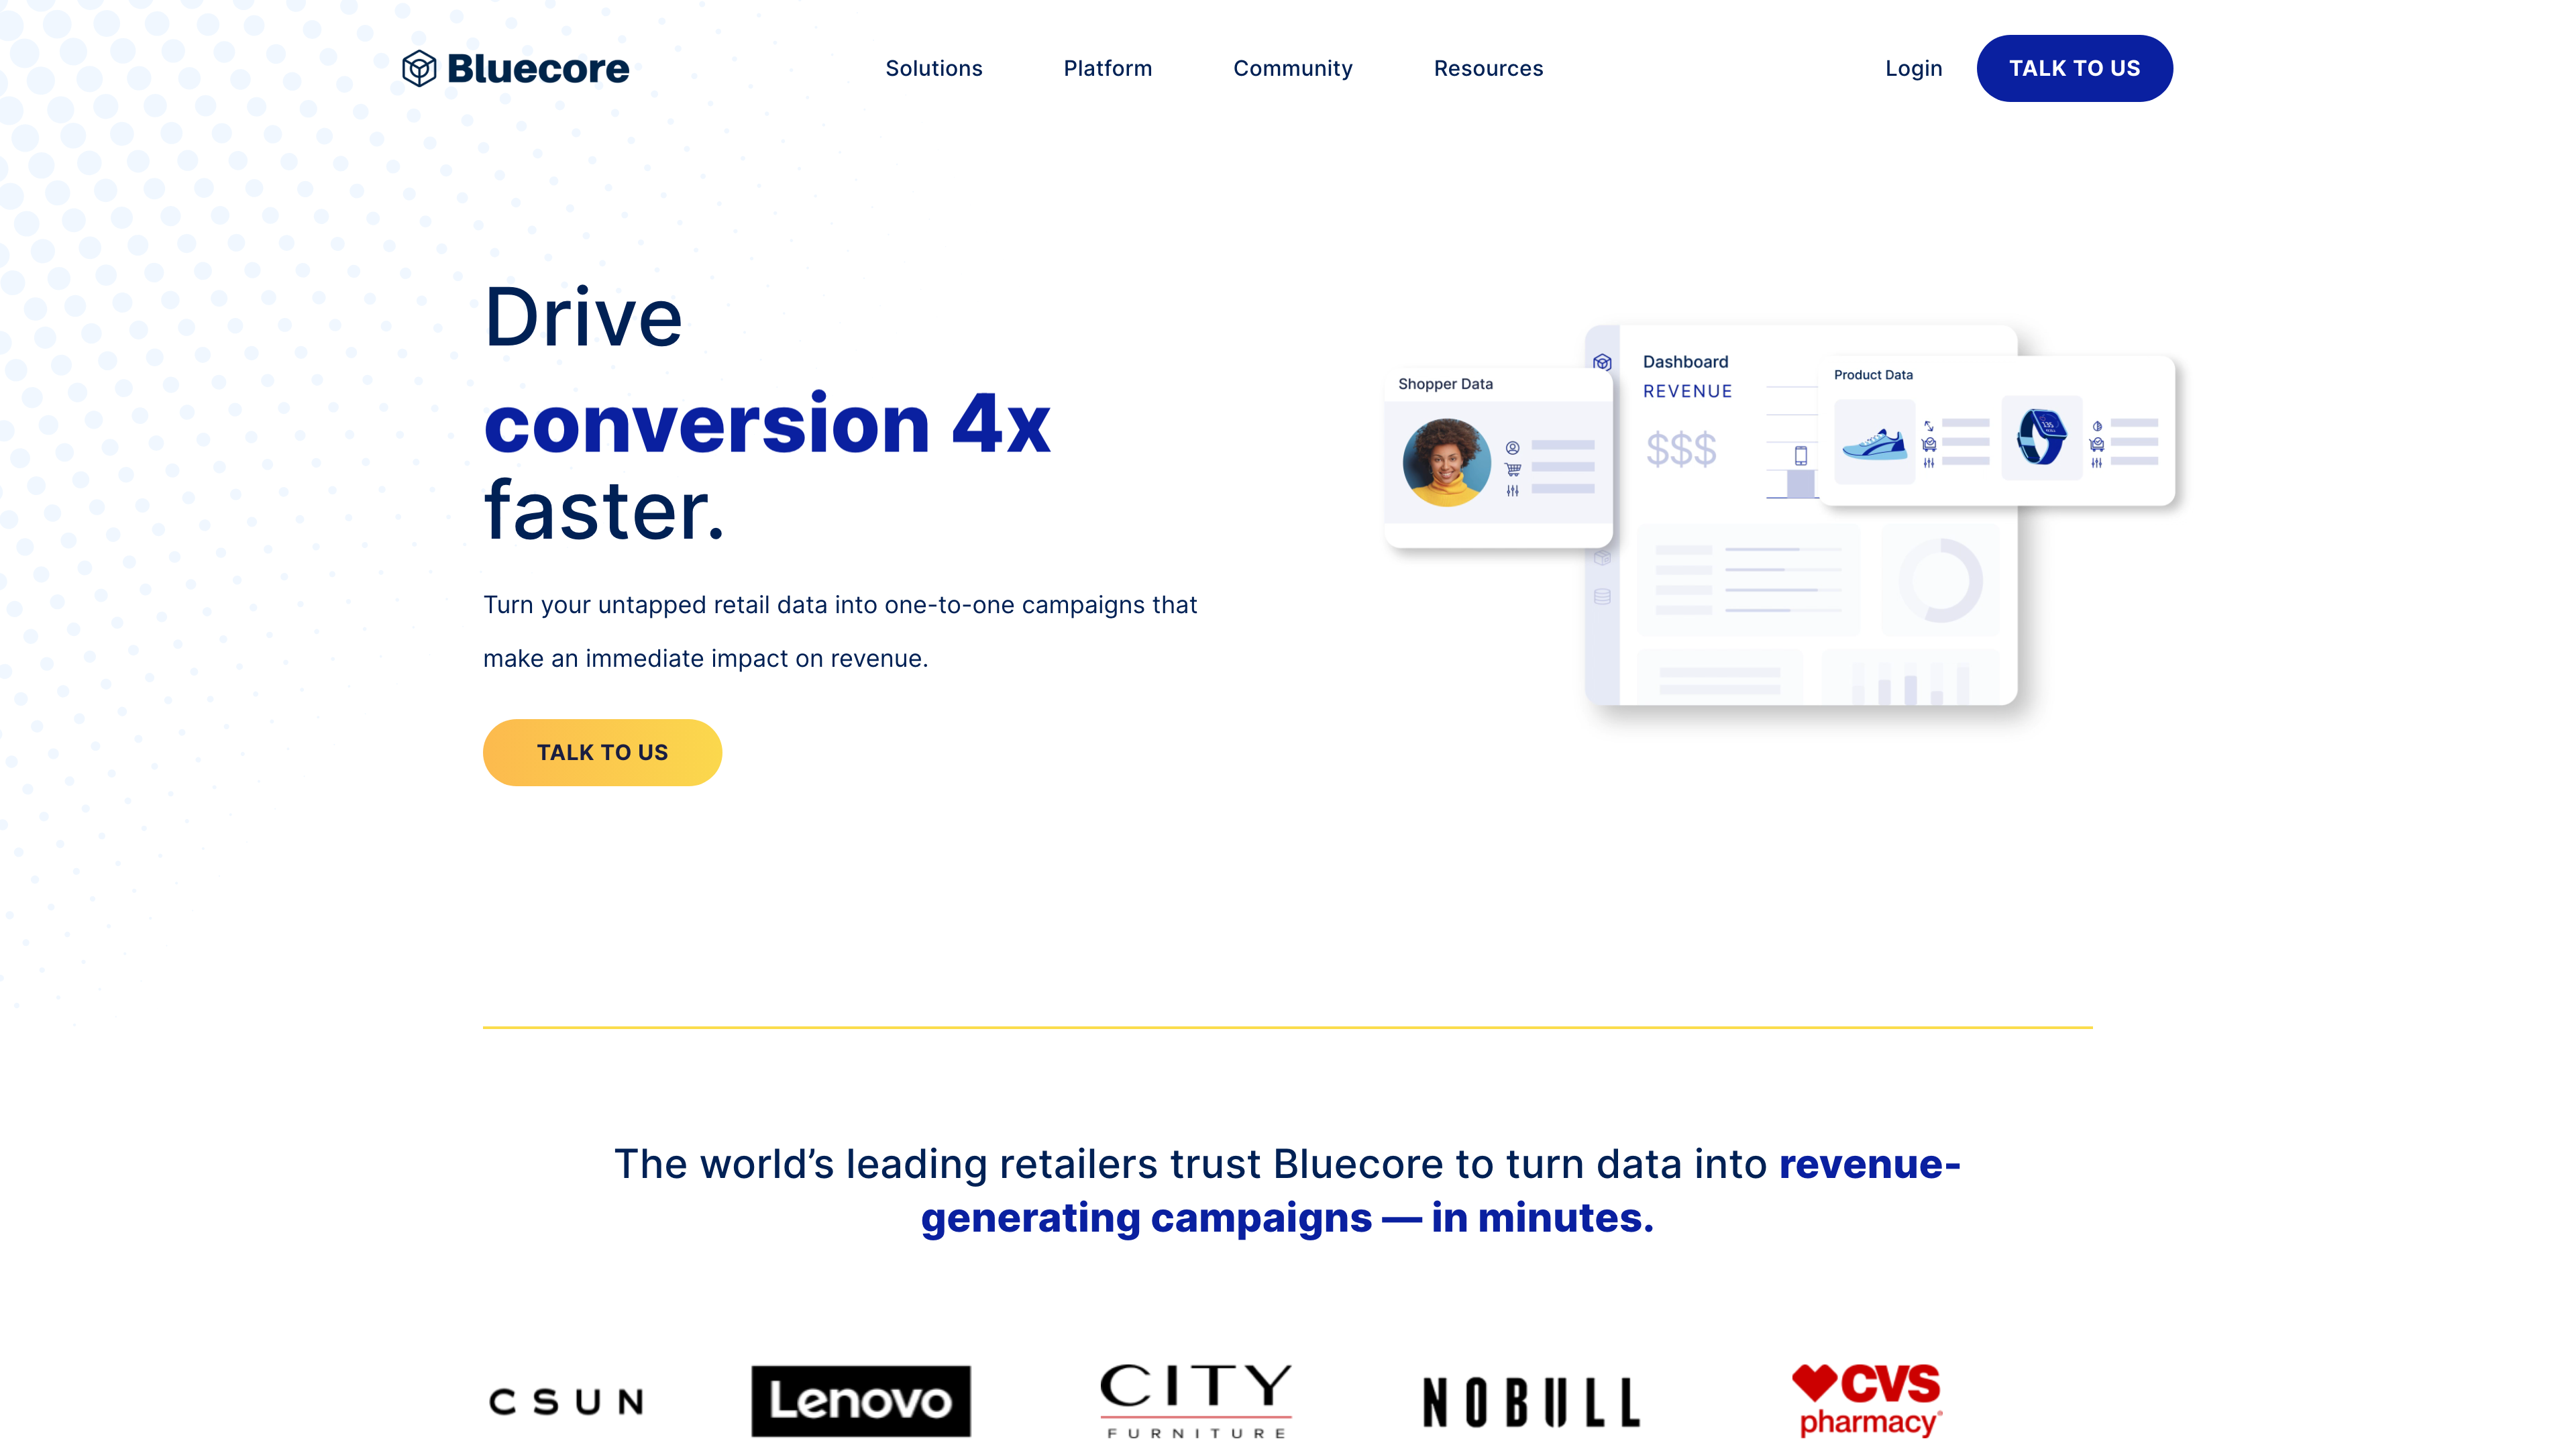 Bluecore
Solutions
Platform
Community
Resources
Login
TALK TO US
Drive
conversion 4x
faster.
Turn your untapped retail data into one-to-one campaigns that
make an immediate impact on revenue.
TALK TO US
Shopper Data
Dashboard
REVENUE
$$$
Product Data
The world’s leading retailers trust Bluecore to turn data into revenue-
generating campaigns — in minutes.
CSUN
Lenovo
CITY
FURNITURE
NOBULL
CVS
pharmacy®